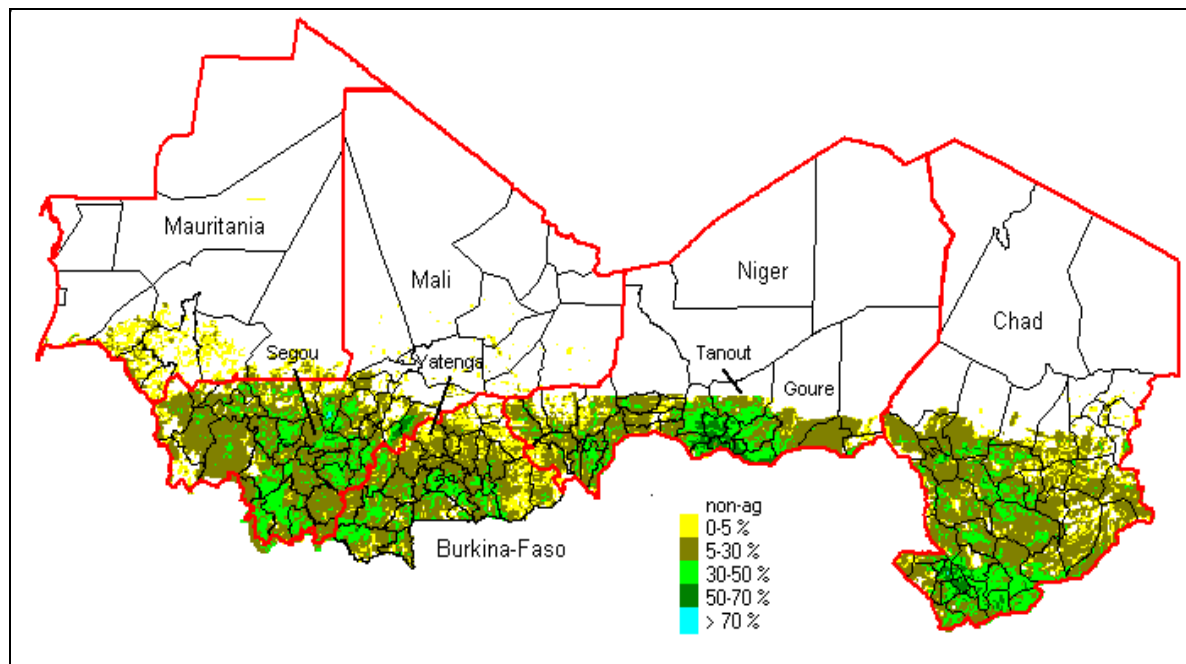 Mauritania
Mali
Niger
Chad
Segou
Yatenga
Tanout
Goure
Burkina-Faso
non-ag
0-5 %
5-30 %
30-50 %
50-70 %
> 70 %